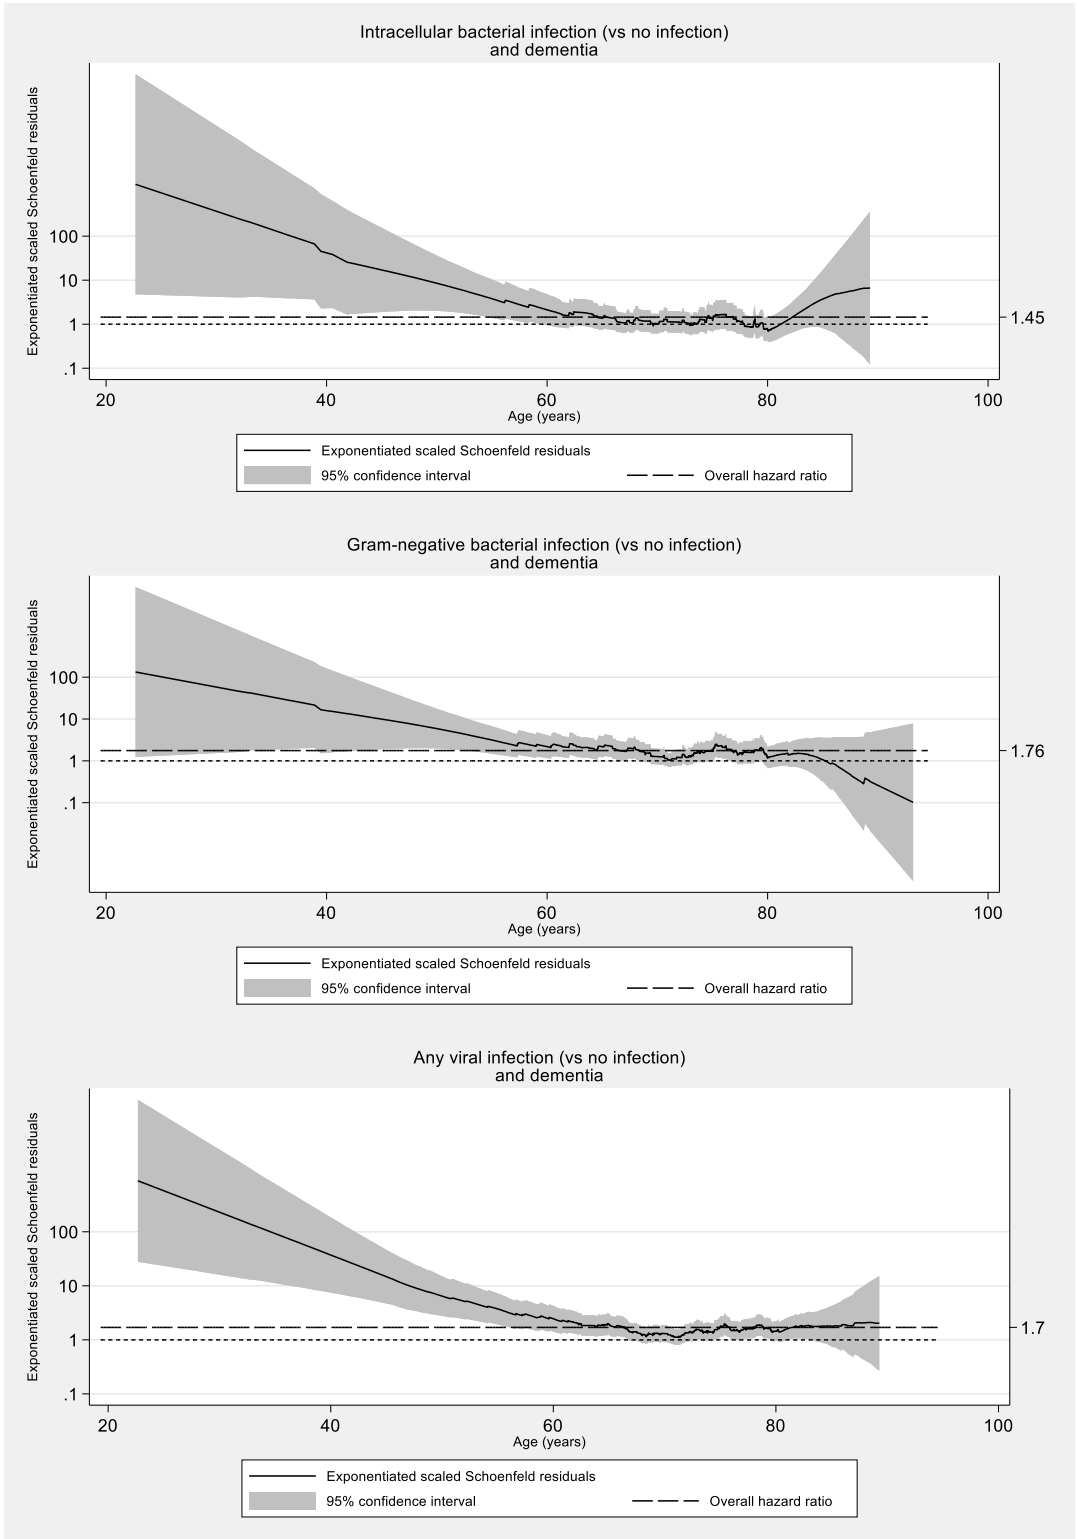 Intracellular bacterial infection (vs no infection)
and dementia
Exponentiated scaled Schoenfeld residuals
100
10
1
.1
1.45
20 40 60 80 100
Age (years)
Exponentiated scaled Schoenfeld residuals
95% confidence interval Overall hazard ratio
Gram-negative bacterial infection (vs no infection)
and dementia
Exponentiated scaled Schoenfeld residuals
100
10
1
.1
1.76
20 40 60 80 100
Age (years)
Exponentiated scaled Schoenfeld residuals
95% confidence interval Overall hazard ratio
Any viral infection (vs no infection)
and dementia
Exponentiated scaled Schoenfeld residuals
100
10
1
.1
1.7
20 40 60 80 100
Age (years)
Exponentiated scaled Schoenfeld residuals
95% confidence interval Overall hazard ratio